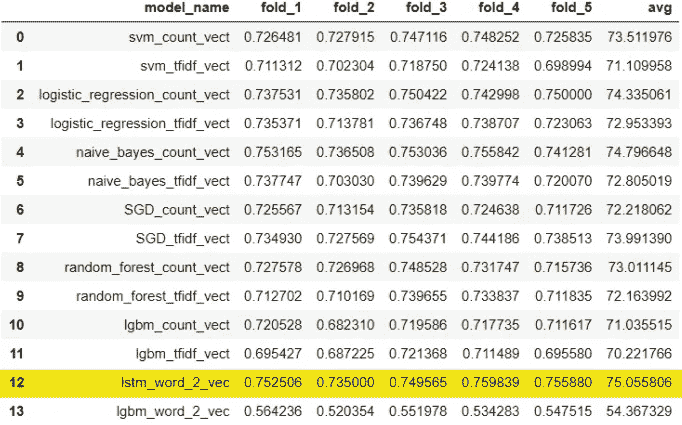 model_name fold_1 fold_2 fold_3 fold_4 fold_5 avg
0 svm_count_vect 0.726481 0.727915 0.747116 0.748252 0.725835 73.511976
1 svm_tfidf_vect 0.711312 0.702304 0.718750 0.724138 0.698994 71.109958
2 logistic_regression_count_vect 0.737531 0.735802 0.750422 0.742998 0.750000 74.335061
3 logistic_regression_tfidf_vect 0.735371 0.713781 0.736748 0.738707 0.723063 72.953393
4 naive_bayes_count_vect 0.753165 0.736508 0.753036 0.755842 0.741281 74.796648
5 naive_bayes_tfidf_vect 0.737747 0.703030 0.739629 0.739774 0.720070 72.805019
6 SGD_count_vect 0.725567 0.713154 0.735818 0.724638 0.711726 72.218062
7 SGD_tfidf_vect 0.734930 0.727569 0.754371 0.744186 0.738513 73.991390
8 random_forest_count_vect 0.727578 0.726968 0.748528 0.731747 0.715736 73.011145
9 random_forest_tfidf_vect 0.712702 0.710169 0.739655 0.733837 0.711835 72.163992
10 lgbm_count_vect 0.720528 0.682310 0.719586 0.717735 0.711617 71.035515
11 lgbm_tfidf_vect 0.695427 0.687225 0.721368 0.711489 0.695580 70.221766
12 lstm_word_2_vec 0.752506 0.735000 0.749565 0.759839 0.755880 75.055806
13 lgbm_word_2_vec 0.564236 0.520354 0.551978 0.534283 0.547515 54.367329